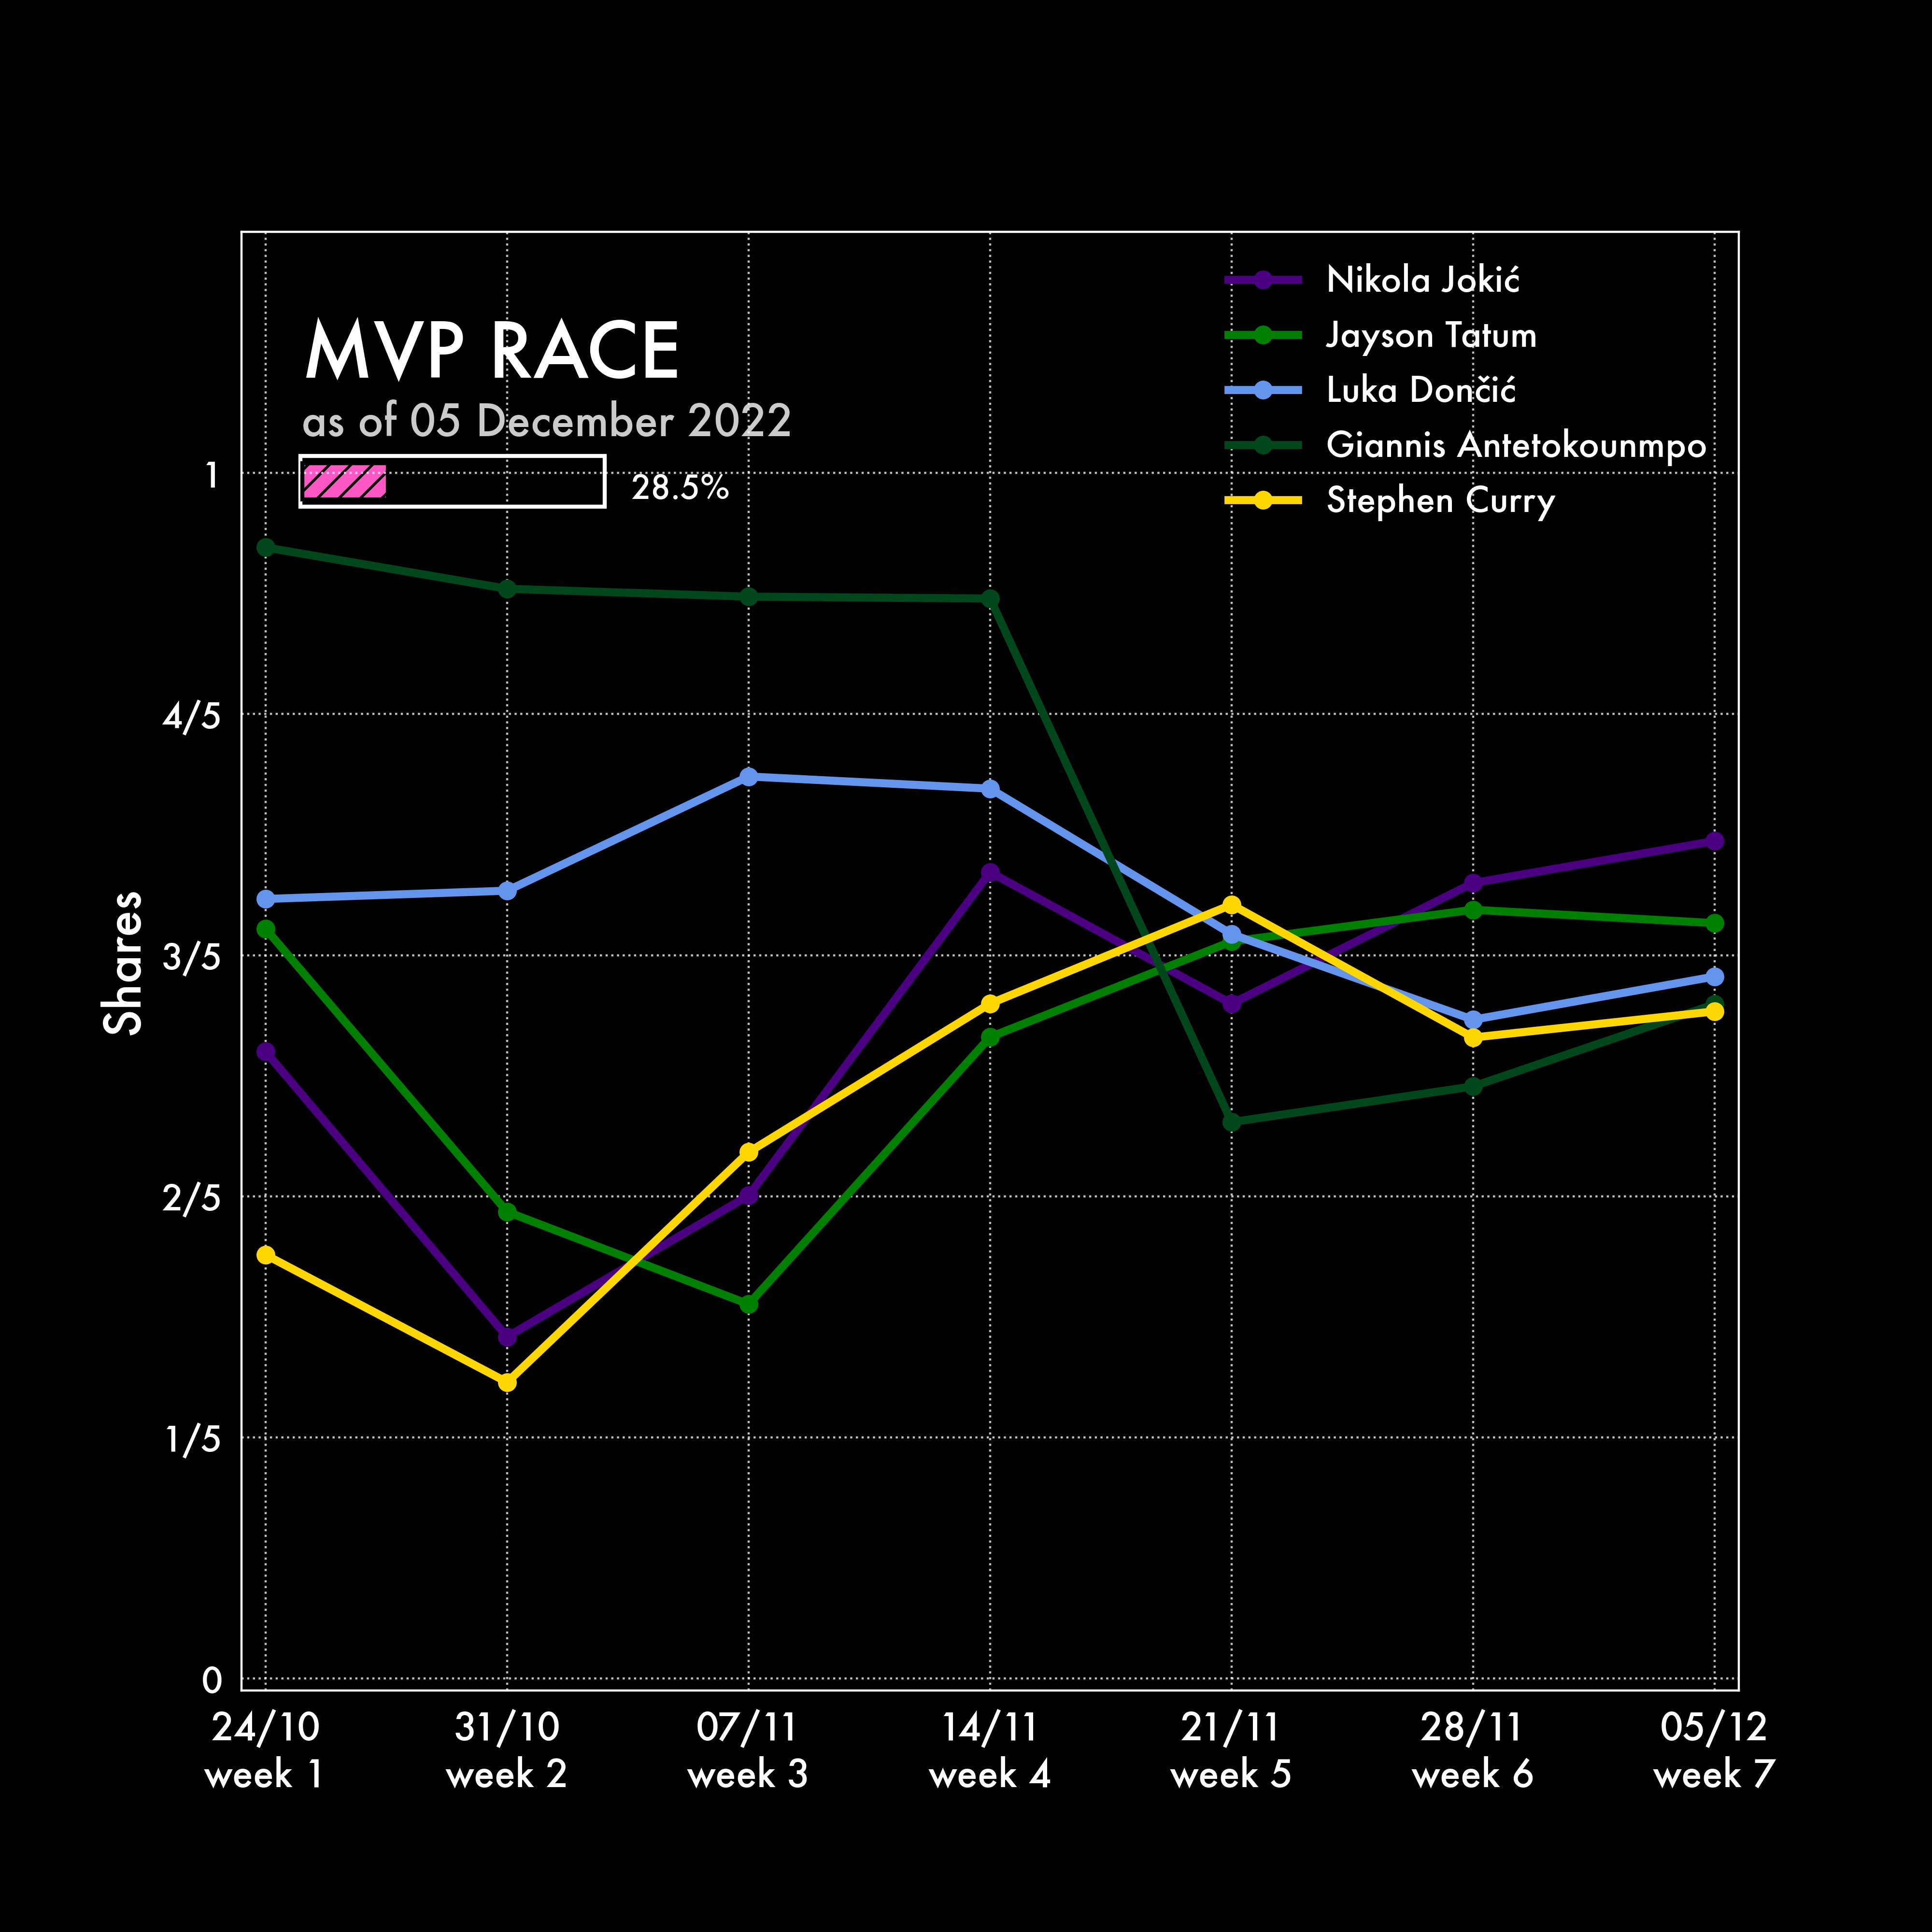 MVP RACE
as of 05 December 2022
28.5%
Nikola Jokić
Jayson Tatum
Luka Dončić
Giannis Antetokounmpo
Stephen Curry
Shares
1
4/5
3/5
2/5
1/5
0
24/10 31/10 07/11 14/11 21/11 28/11 05/12
week 1 week 2 week 3 week 4 week 5 week 6 week 7